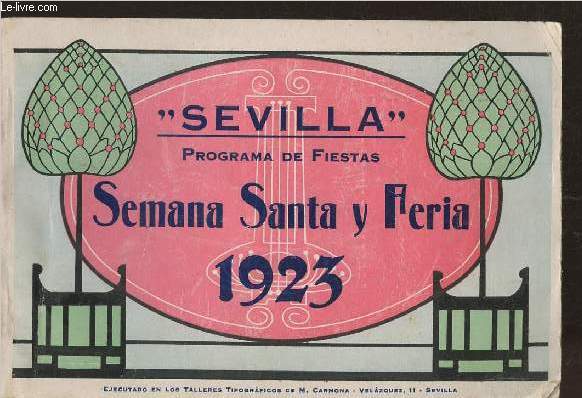 Le-livre.com
"SEVILLA"
PROGRAMA DE FIESTAS
Semana Santa y Feria
1923
EJECUTADO EN LOS TALLERES TIPOGRÁFICOS DE M. CARMONA - VELÁZQUEZ, 11 - SEVILLA